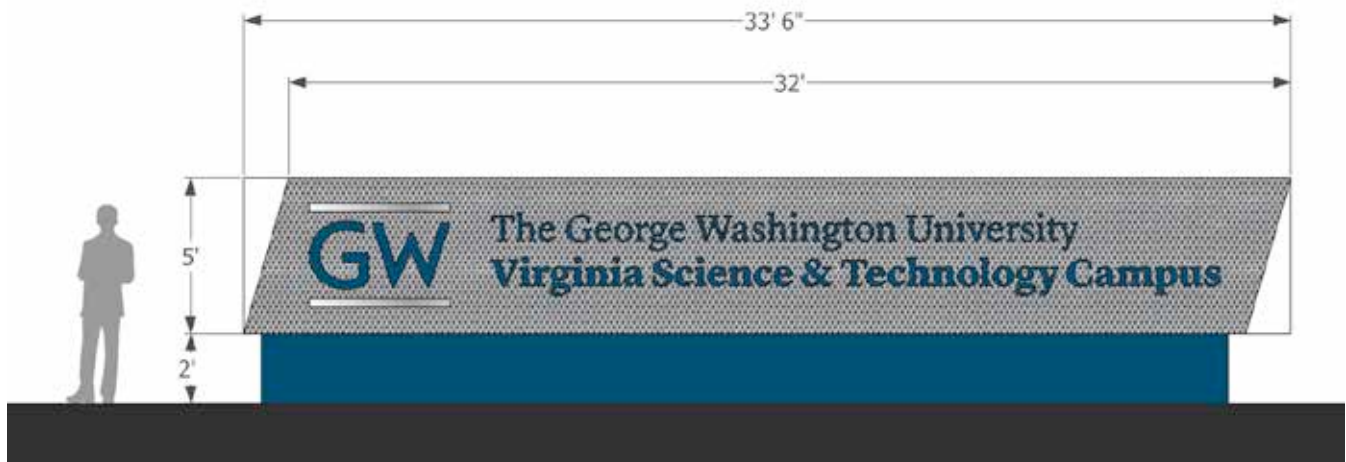 33' 6"
32'
5'
GW
The George Washington University
Virginia Science & Technology Campus
2'